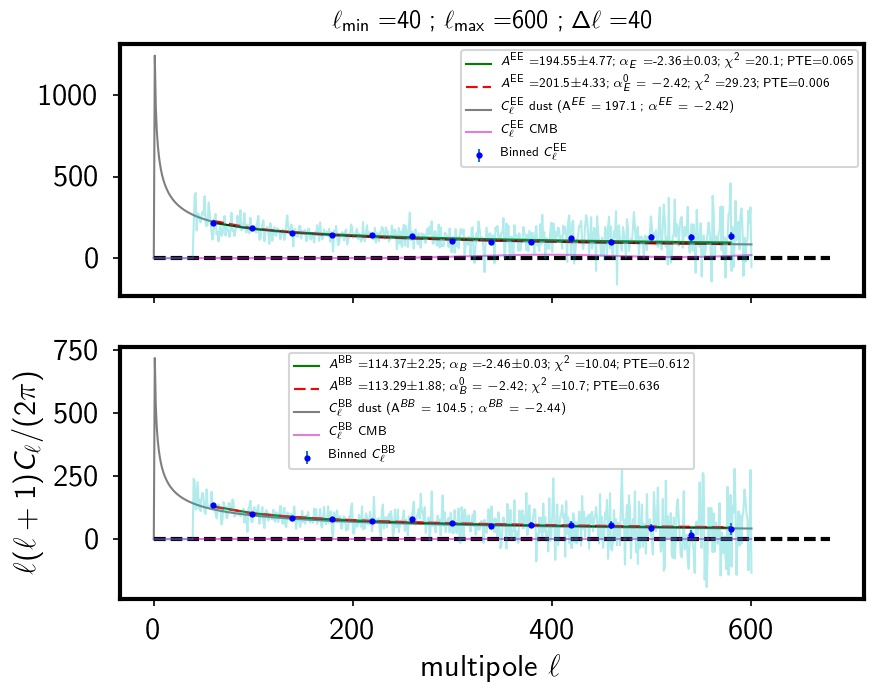 ℓmin =40 ; ℓmax =600 ; Δℓ =40
1000
500
0
A^EE =194.55±4.77; α_E =-2.36±0.03; χ² =20.1; PTE=0.065
A^EE =201.5±4.33; α_E^0 = −2.42; χ² =29.23; PTE=0.006
C_ℓ^EE dust (A^EE = 197.1 ; α^EE = −2.42)
C_ℓ^EE CMB
Binned C_ℓ^EE
ℓ(ℓ + 1)C_ℓ/(2π)
750
500
250
0
A^BB =114.37±2.25; α_B =-2.46±0.03; χ² =10.04; PTE=0.612
A^BB =113.29±1.88; α_B^0 = −2.42; χ² =10.7; PTE=0.636
C_ℓ^BB dust (A^BB = 104.5 ; α^BB = −2.44)
C_ℓ^BB CMB
Binned C_ℓ^BB
0 200 400 600
multipole ℓ